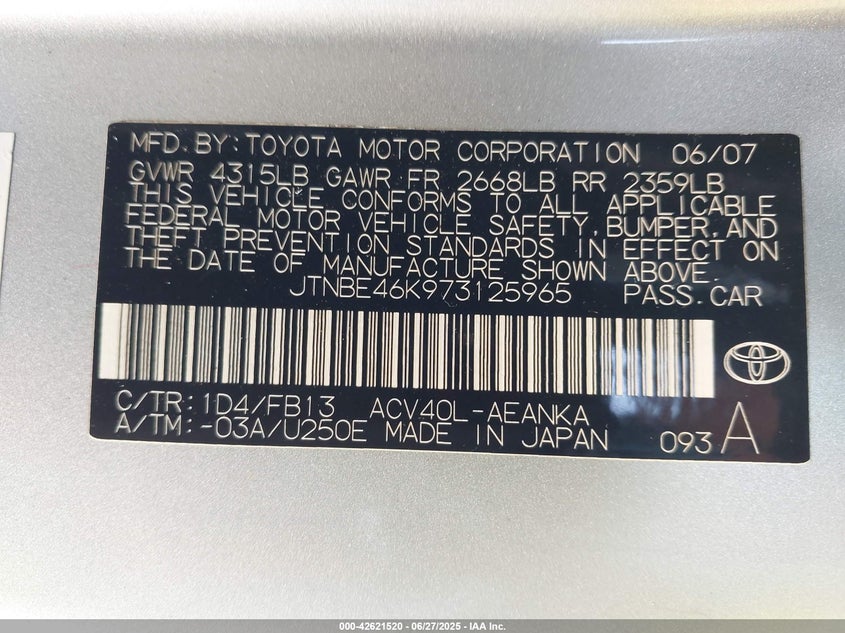 MFD. BY: TOYOTA MOTOR CORPORATION 06/07
GVWR 4315LB GAWR FR 2668LB RR 2359LB
THIS VEHICLE CONFORMS TO ALL APPLICABLE
FEDERAL MOTOR VEHICLE SAFETY, BUMPER, AND
THEFT PREVENTION STANDARDS IN EFFECT ON
THE DATE OF MANUFACTURE SHOWN ABOVE.
JTNBE46K973125965 PASS.CAR
C/TR: 1D4/FB13 ACV40L-AEANKA
A/TM: -03A/U250E MADE IN JAPAN 093 A
000-42621520 | 06/27/2025 - IAA Inc.